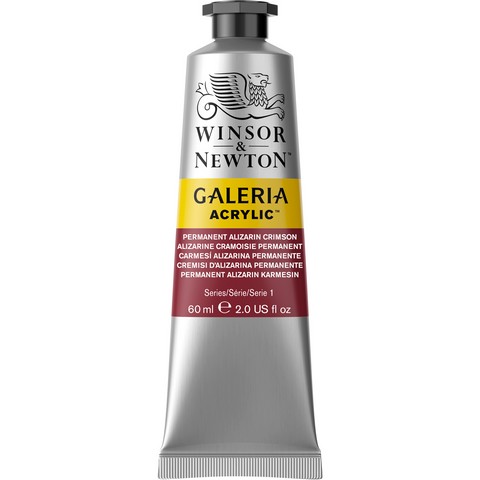 WINSOR
&
NEWTON™
GALERIA
ACRYLIC™
PERMANENT ALIZARIN CRIMSON
ALIZARINE CRAMOISIE PERMANENT
CARMESÍ ALIZARINA PERMANENTE
CREMISI D'ALIZARINA PERMANENTE
PERMANENT ALIZARIN KARMESIN
Series/Série/Serie 1
60 ml ℮ 2.0 US fl oz